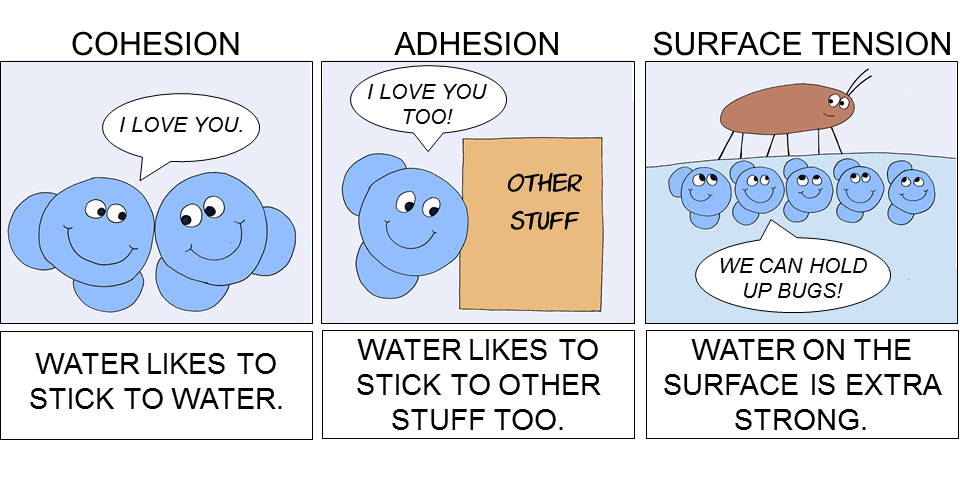 COHESION
I LOVE YOU.
WATER LIKES TO
STICK TO WATER.
ADHESION
I LOVE YOU
TOO!
OTHER
STUFF
WATER LIKES TO
STICK TO OTHER
STUFF TOO.
SURFACE TENSION
WE CAN HOLD
UP BUGS!
WATER ON THE
SURFACE IS EXTRA
STRONG.